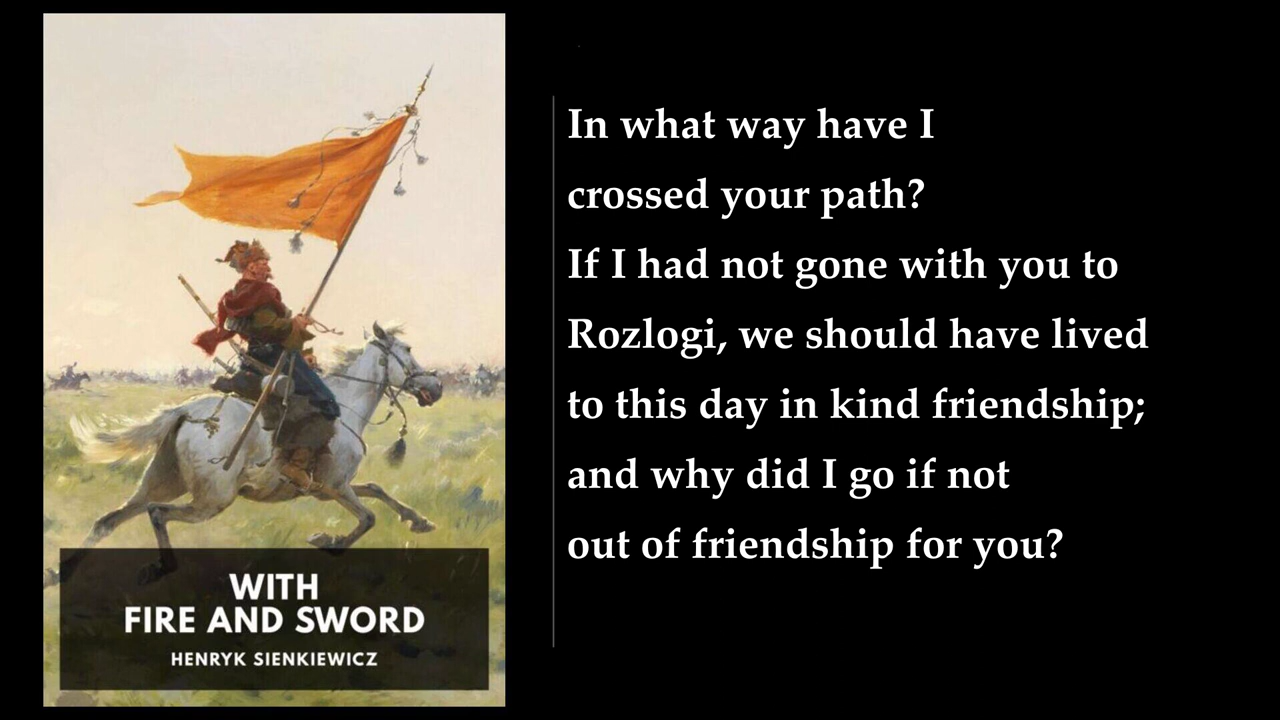 WITH
FIRE AND SWORD
HENRYK SIENKIEWICZ
In what way have I
crossed your path?
If I had not gone with you to
Rozlogi, we should have lived
to this day in kind friendship;
and why did I go if not
out of friendship for you?